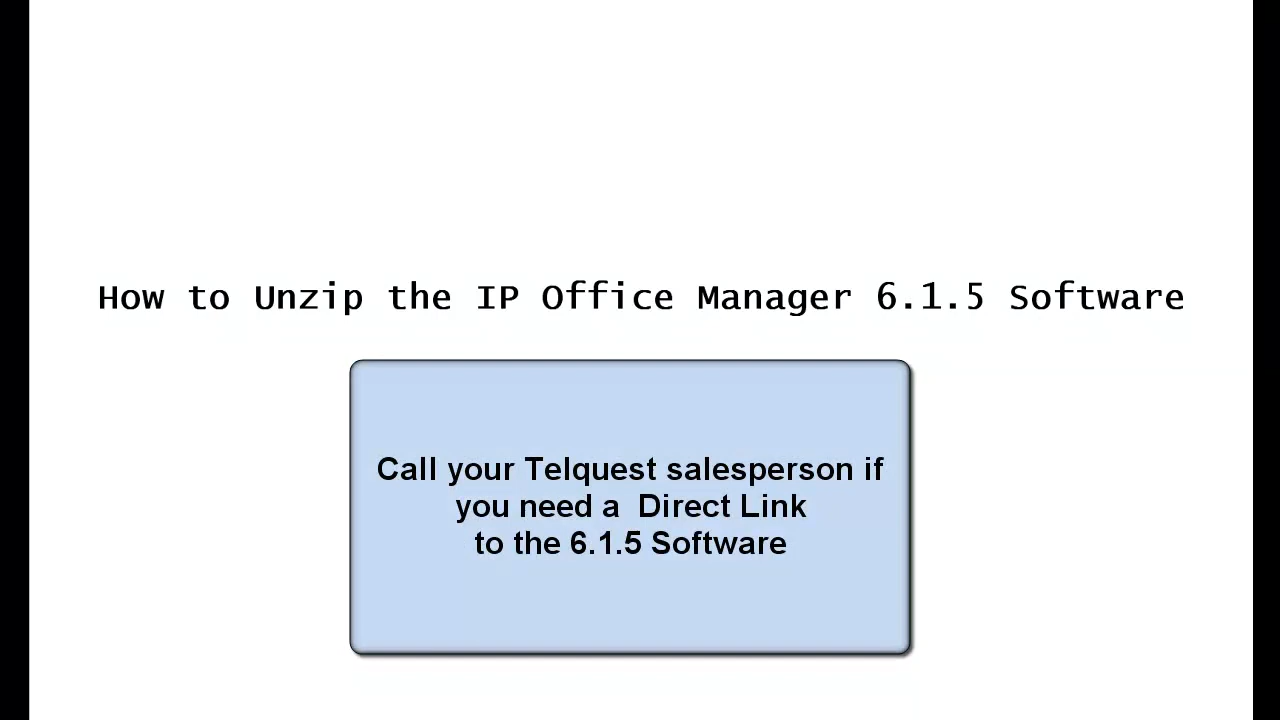 How to Unzip the IP Office Manager 6.1.5 Software
Call your Telquest salesperson if
you need a  Direct Link
to the 6.1.5 Software